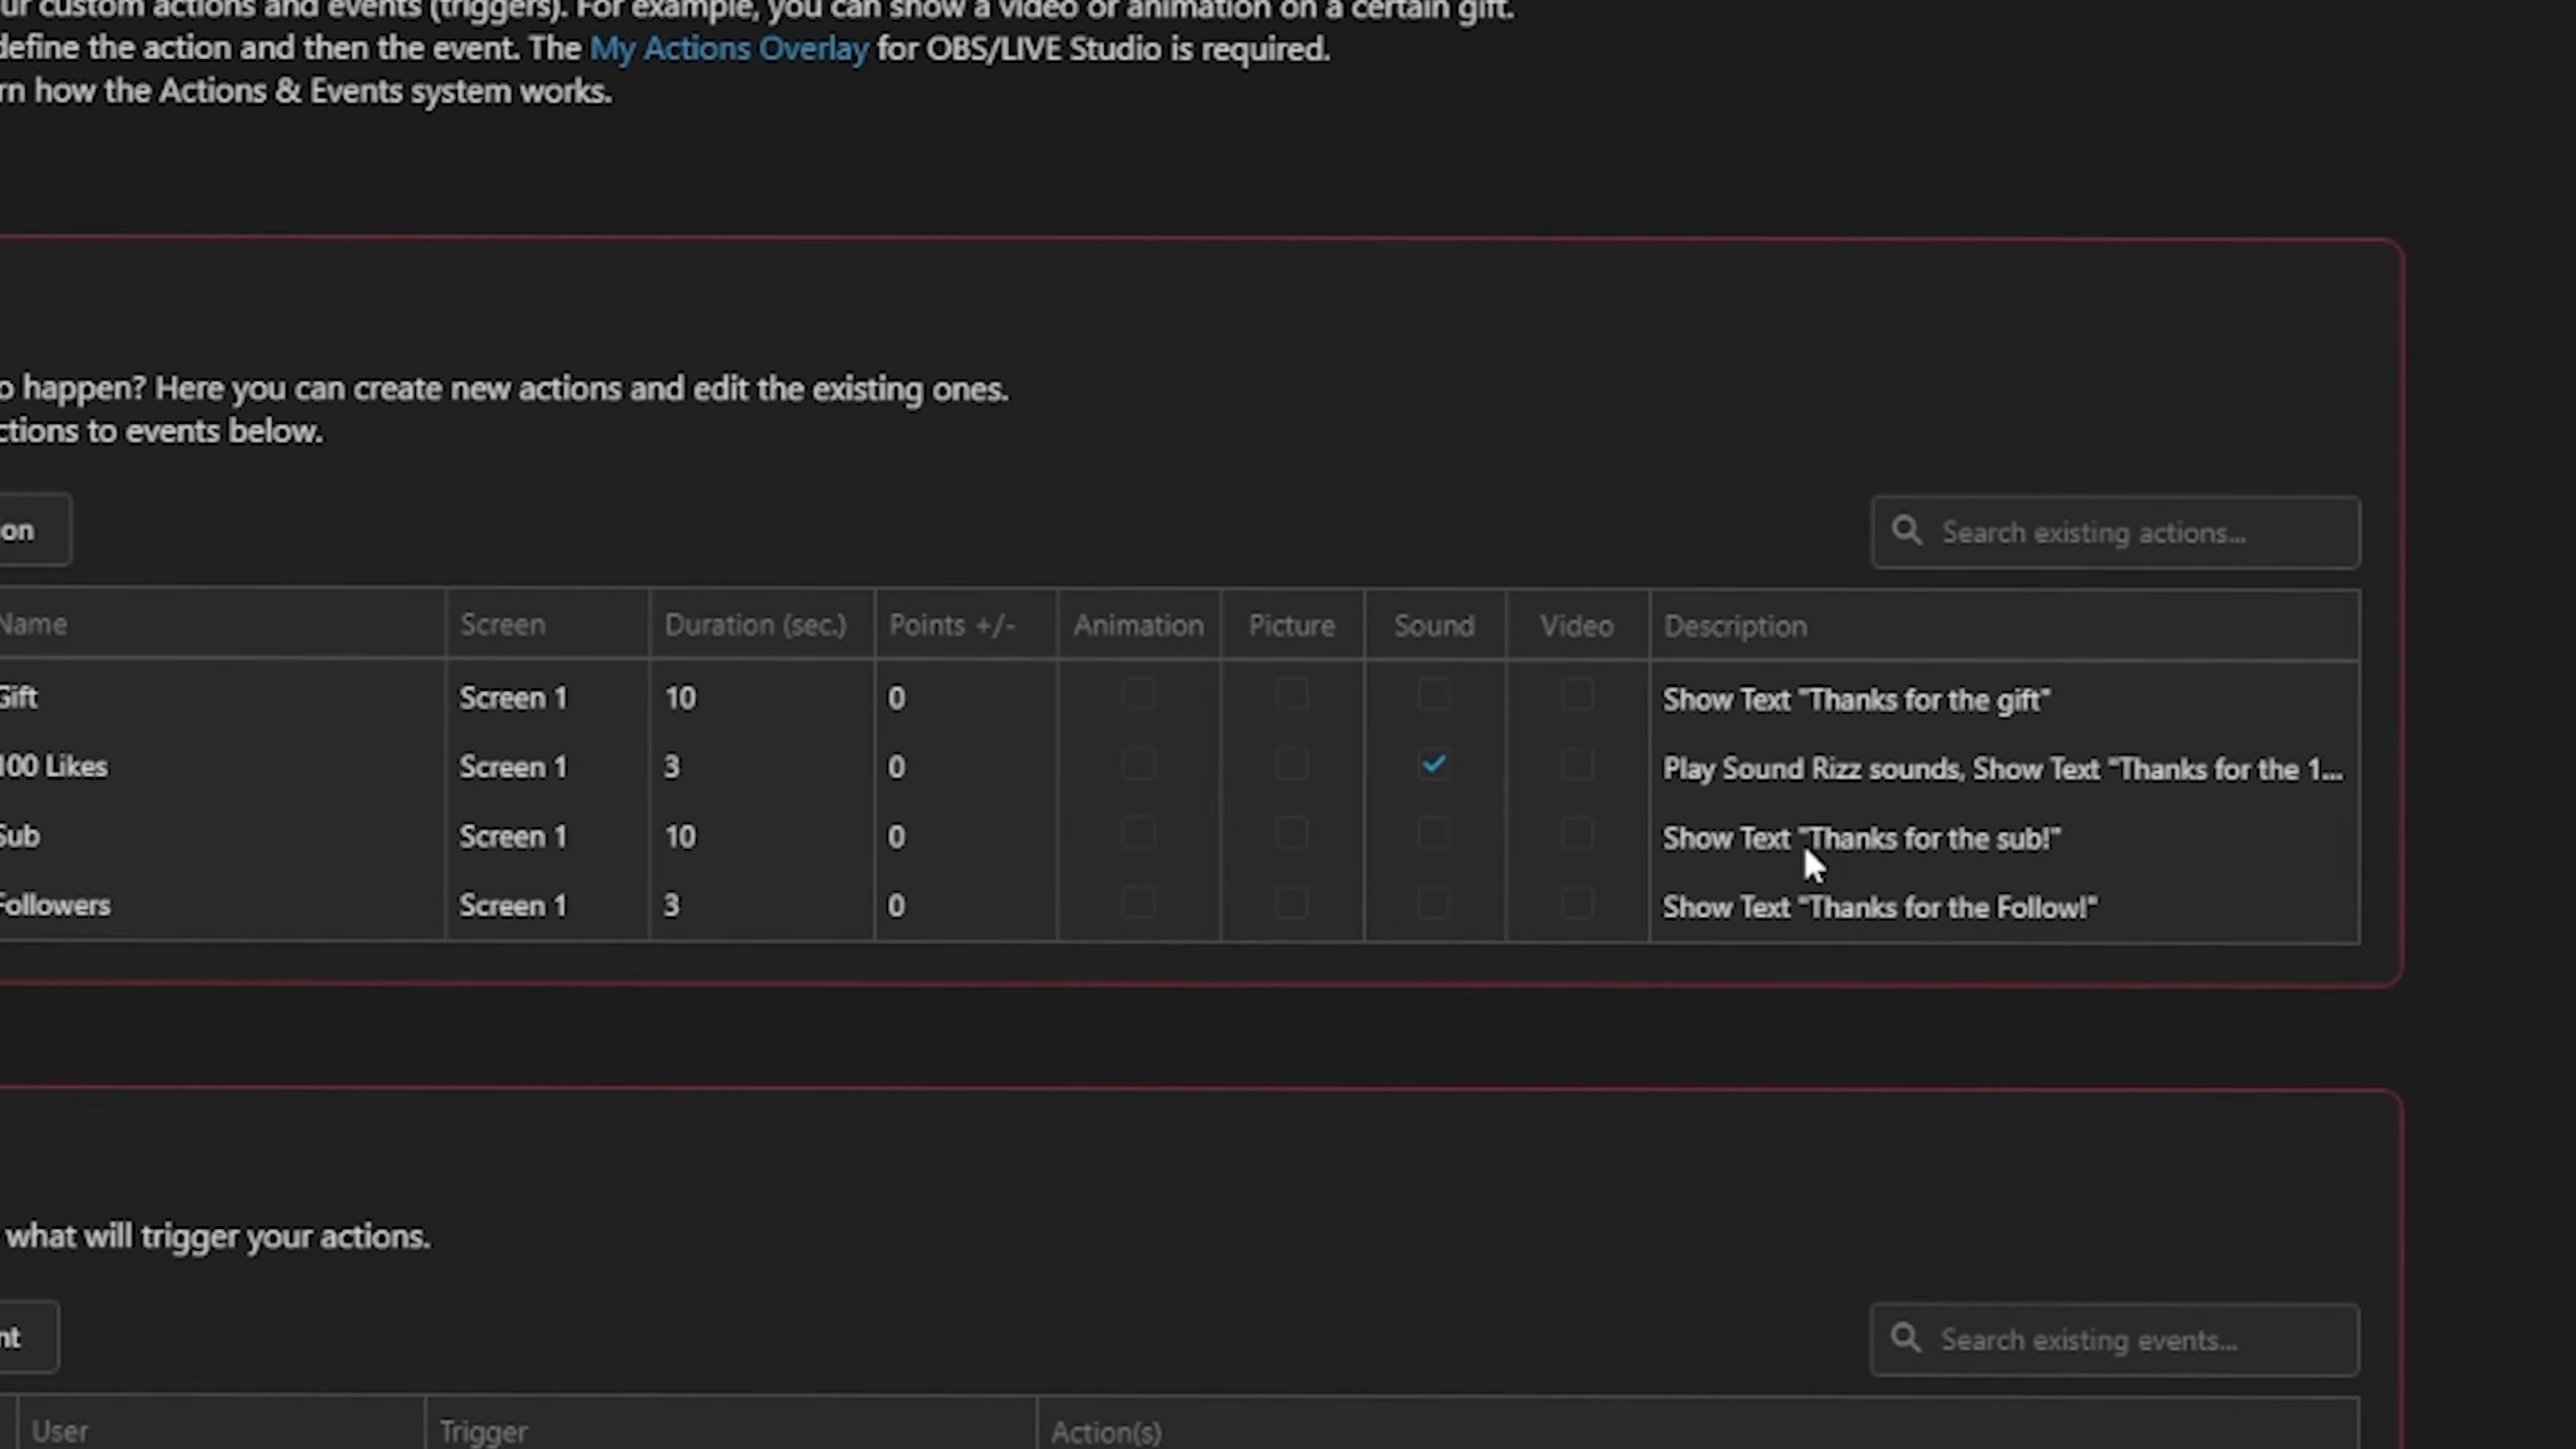 ur custom actions and events (triggers). For example, you can show a video or animation on a certain gift.
define the action and then the event. The My Actions Overlay for OBS/LIVE Studio is required.
rn how the Actions & Events system works.
o happen? Here you can create new actions and edit the existing ones.
ctions to events below.
ion Search existing actions...
Name Screen Duration (sec.) Points +/- Animation Picture Sound Video Description
Gift Screen 1 10 0 Show Text "Thanks for the gift"
100 Likes Screen 1 3 0 Play Sound Rizz sounds, Show Text "Thanks for the 1...
Sub Screen 1 10 0 Show Text "Thanks for the sub!"
Followers Screen 1 3 0 Show Text "Thanks for the Follow!"
what will trigger your actions.
nt Search existing events...
User Trigger Action(s)